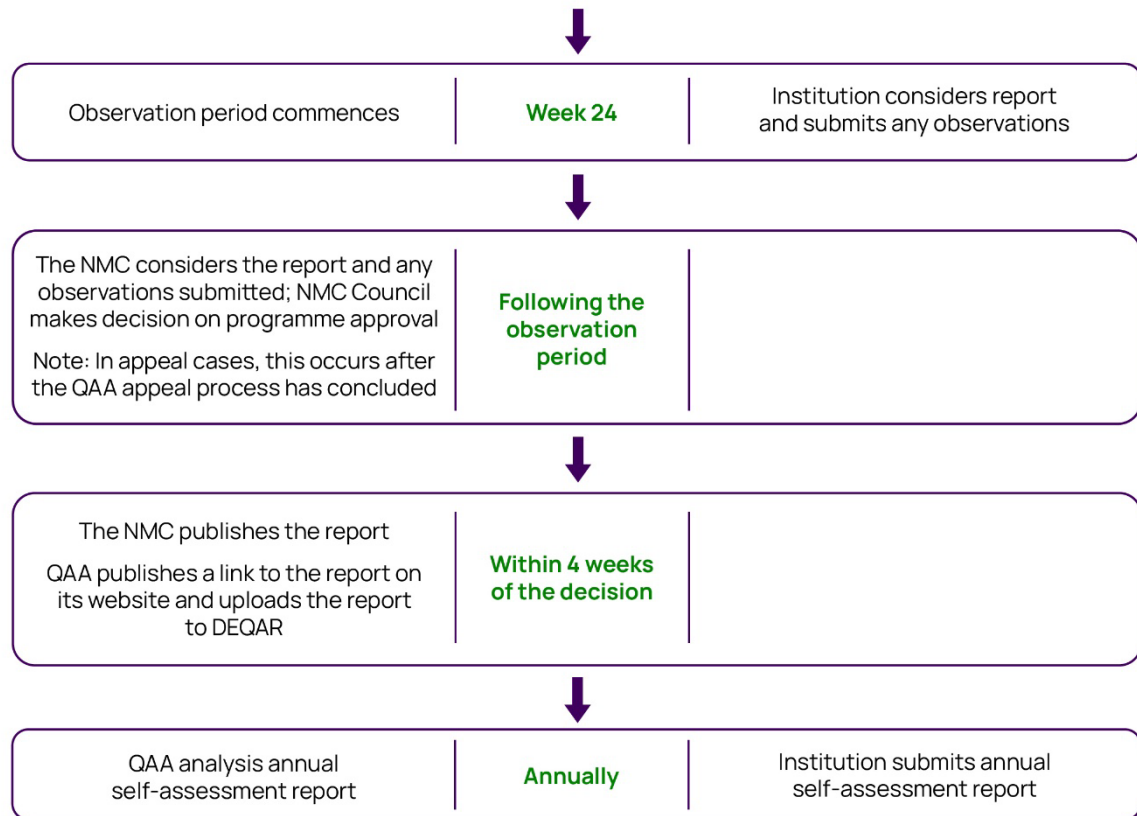 Observation period commences
Week 24
Institution considers report
and submits any observations
The NMC considers the report and any
observations submitted; NMC Council
makes decision on programme approval
Note: In appeal cases, this occurs after
the QAA appeal process has concluded
Following the
observation
period
The NMC publishes the report
QAA publishes a link to the report on
its website and uploads the report
to DEQAR
Within 4 weeks
of the decision
QAA analysis annual
self-assessment report
Annually
Institution submits annual
self-assessment report